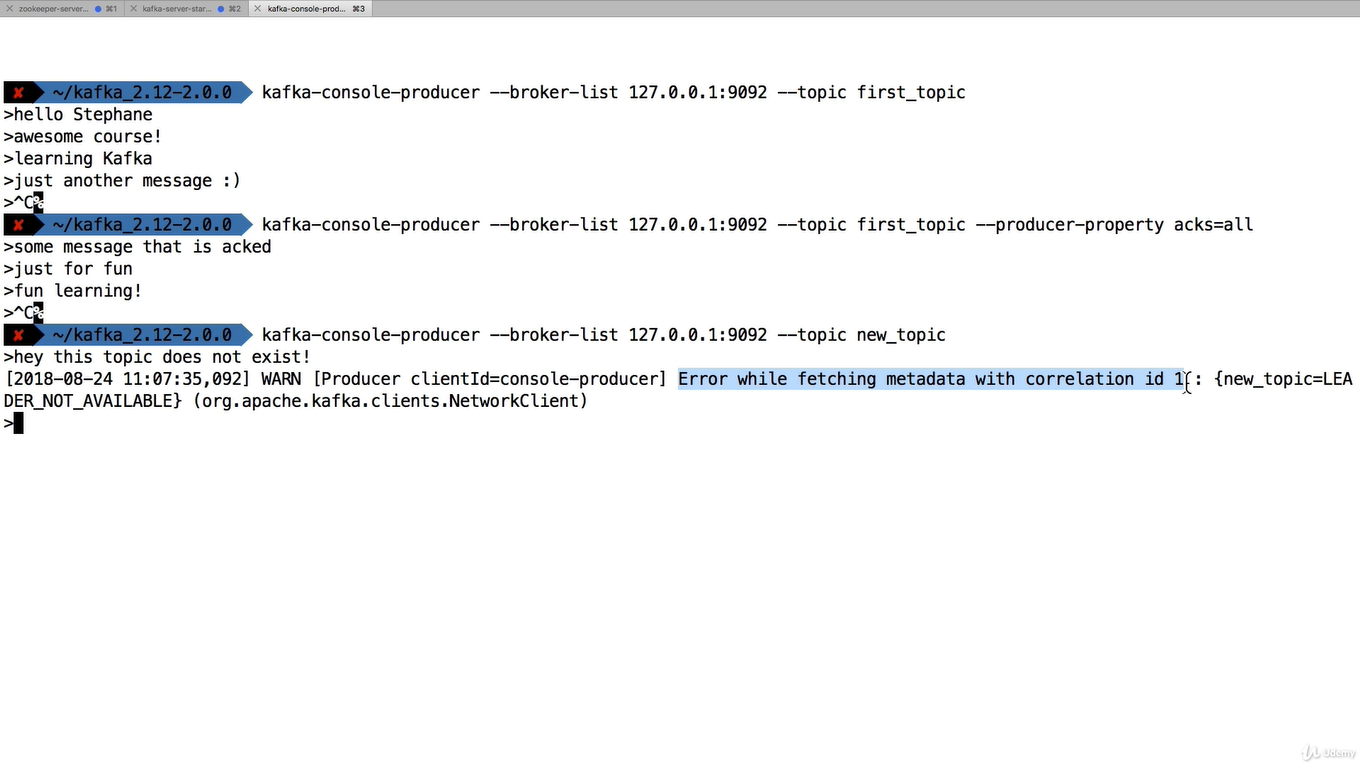 zookeeper-server... ⌘1 kafka-server-star... ⌘2 kafka-console-prod... ⌘3
✘ ~/kafka_2.12-2.0.0 kafka-console-producer --broker-list 127.0.0.1:9092 --topic first_topic
>hello Stephane
>awesome course!
>learning Kafka
>just another message :)
>^C%
✘ ~/kafka_2.12-2.0.0 kafka-console-producer --broker-list 127.0.0.1:9092 --topic first_topic --producer-property acks=all
>some message that is acked
>just for fun
>fun learning!
>^C%
✘ ~/kafka_2.12-2.0.0 kafka-console-producer --broker-list 127.0.0.1:9092 --topic new_topic
>hey this topic does not exist!
[2018-08-24 11:07:35,092] WARN [Producer clientId=console-producer] Error while fetching metadata with correlation id 1 : {new_topic=LEA
DER_NOT_AVAILABLE} (org.apache.kafka.clients.NetworkClient)
>
Udemy